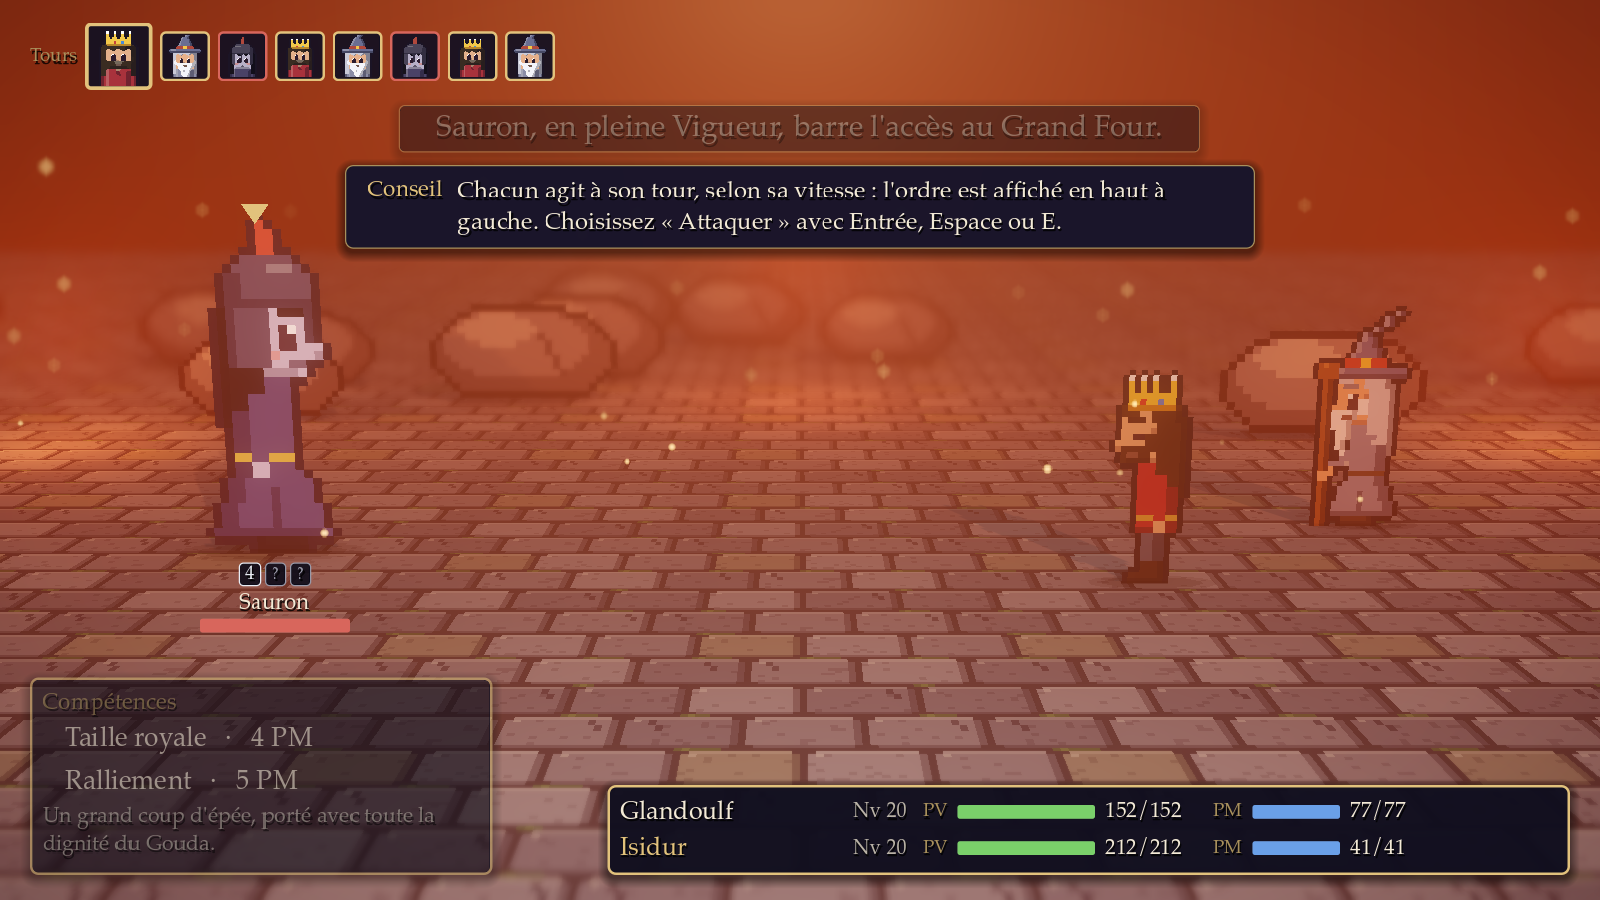 Tours
Sauron, en pleine Vigueur, barre l'accès au Grand Four.
Conseil Chacun agit à son tour, selon sa vitesse : l'ordre est affiché en haut à
gauche. Choisissez « Attaquer » avec Entrée, Espace ou E.
4 ? ?
Sauron
Compétences
Taille royale · 4 PM
Ralliement · 5 PM
Un grand coup d'épée, porté avec toute la
dignité du Gouda.
Glandoulf Nv 20 PV 152/152 PM 77/77
Isidur Nv 20 PV 212/212 PM 41/41